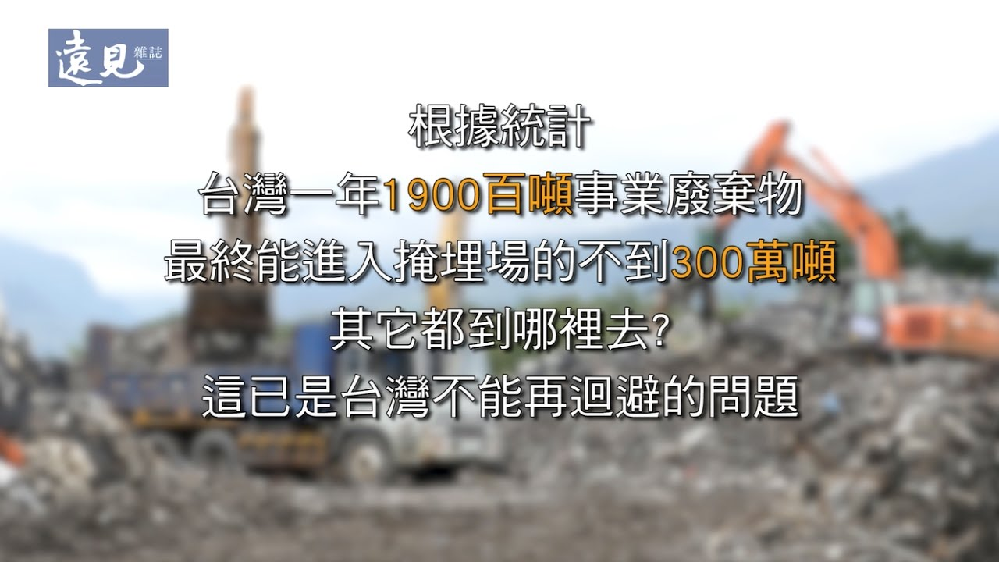 遠見雜誌
根據統計
台灣一年1900百噸事業廢棄物
最終能進入掩埋場的不到300萬噸
其它都到哪裡去?
這已是台灣不能再迴避的問題